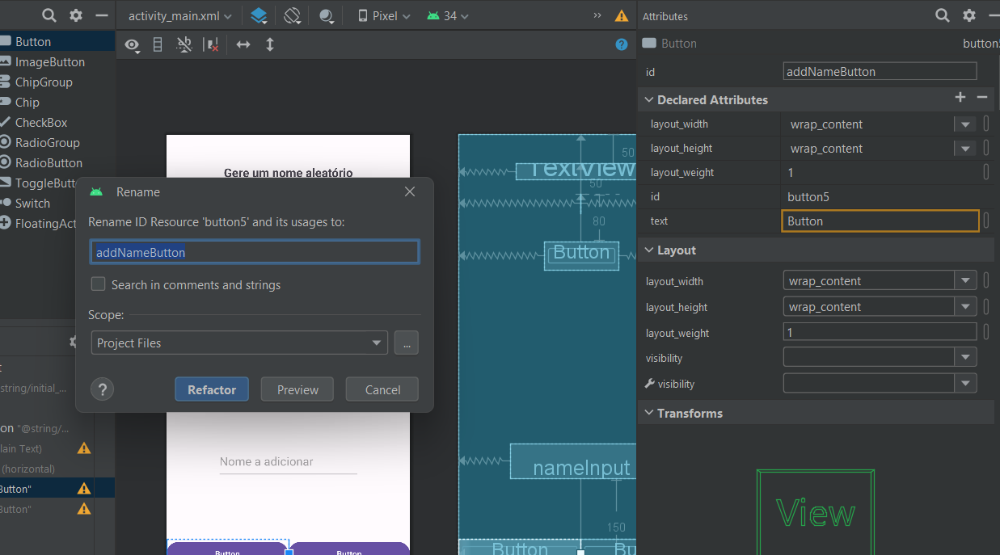 activity_main.xml
Pixel
34
Attributes
Button
ImageButton
ChipGroup
Chip
CheckBox
RadioGroup
RadioButton
ToggleButt
Switch
FloatingAct
string/initial_...
on "@string/...
lain Text)
(horizontal)
Button"
Button"
Gere um nome aleatório
Nome a adicionar
Button
Button
Rename
Rename ID Resource 'button5' and its usages to:
addNameButton
Search in comments and strings
Scope:
Project Files
...
?
Refactor
Preview
Cancel
50
TextView
50
80
Button
nameInput
150
Button
Bu
?
Button
button5
id
addNameButton
Declared Attributes
layout_width
wrap_content
layout_height
wrap_content
layout_weight
1
id
button5
text
Button
Layout
layout_width
wrap_content
layout_height
wrap_content
layout_weight
1
visibility
visibility
Transforms
View